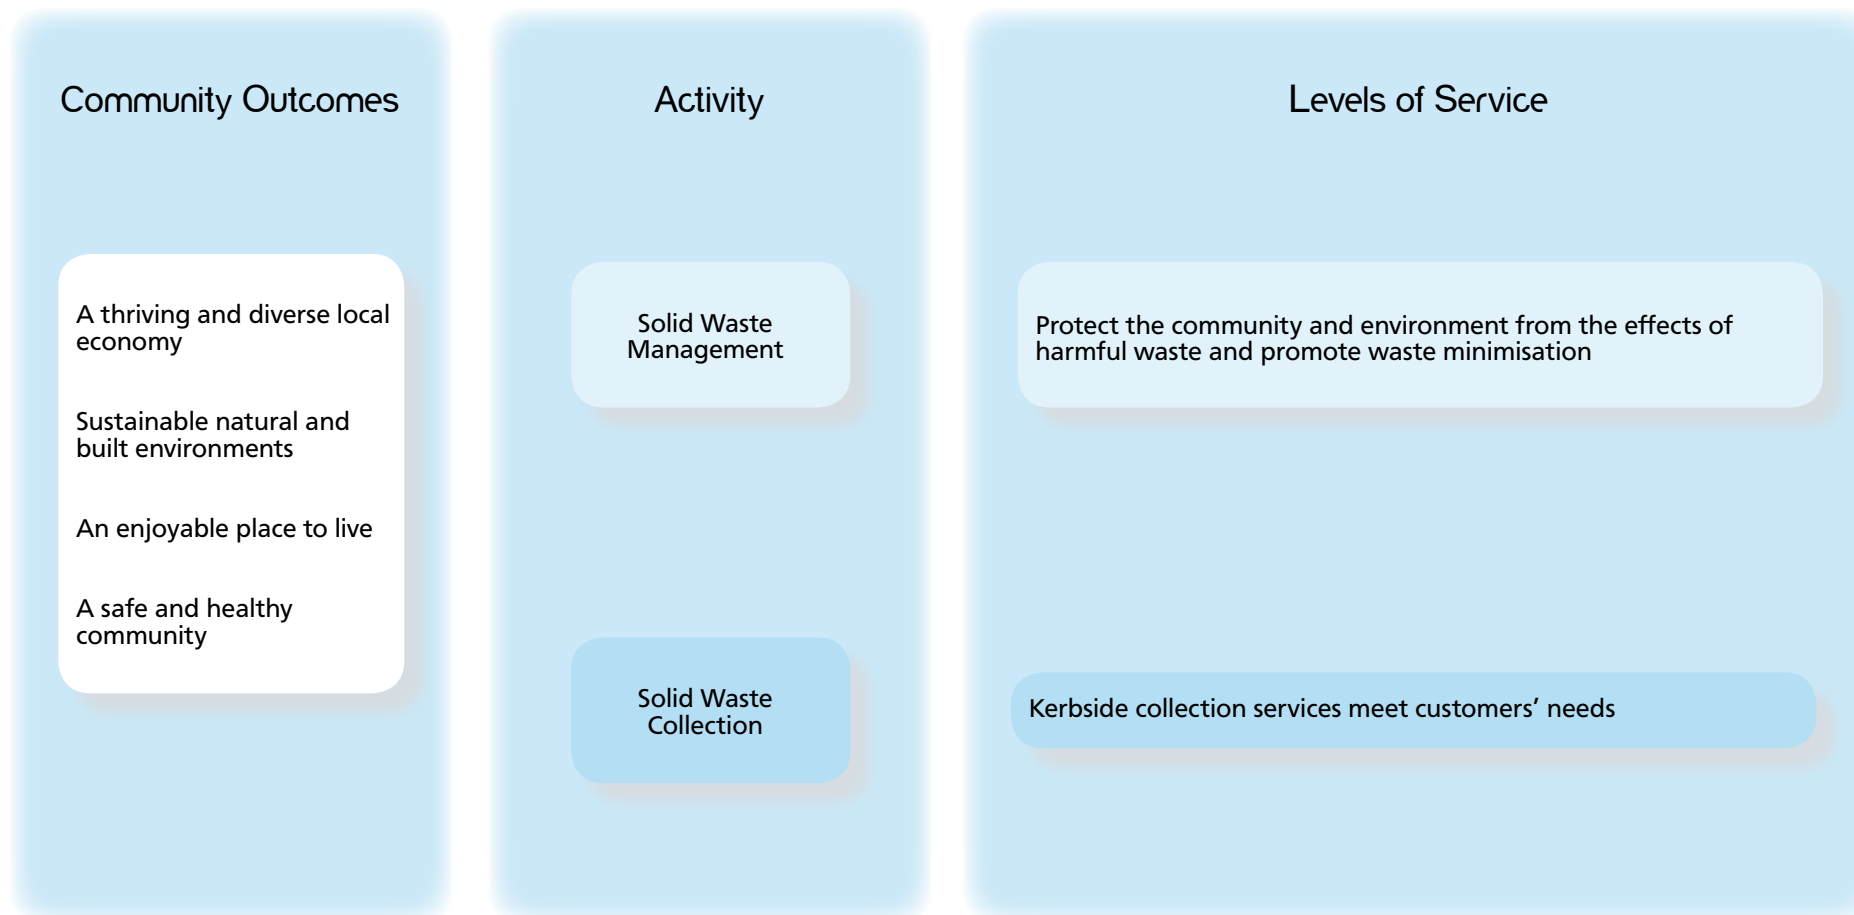 Community Outcomes
A thriving and diverse local
economy
Sustainable natural and
built environments
An enjoyable place to live
A safe and healthy
community
Activity
Solid Waste
Management
Solid Waste
Collection
Levels of Service
Protect the community and environment from the effects of
harmful waste and promote waste minimisation
Kerbside collection services meet customers’ needs